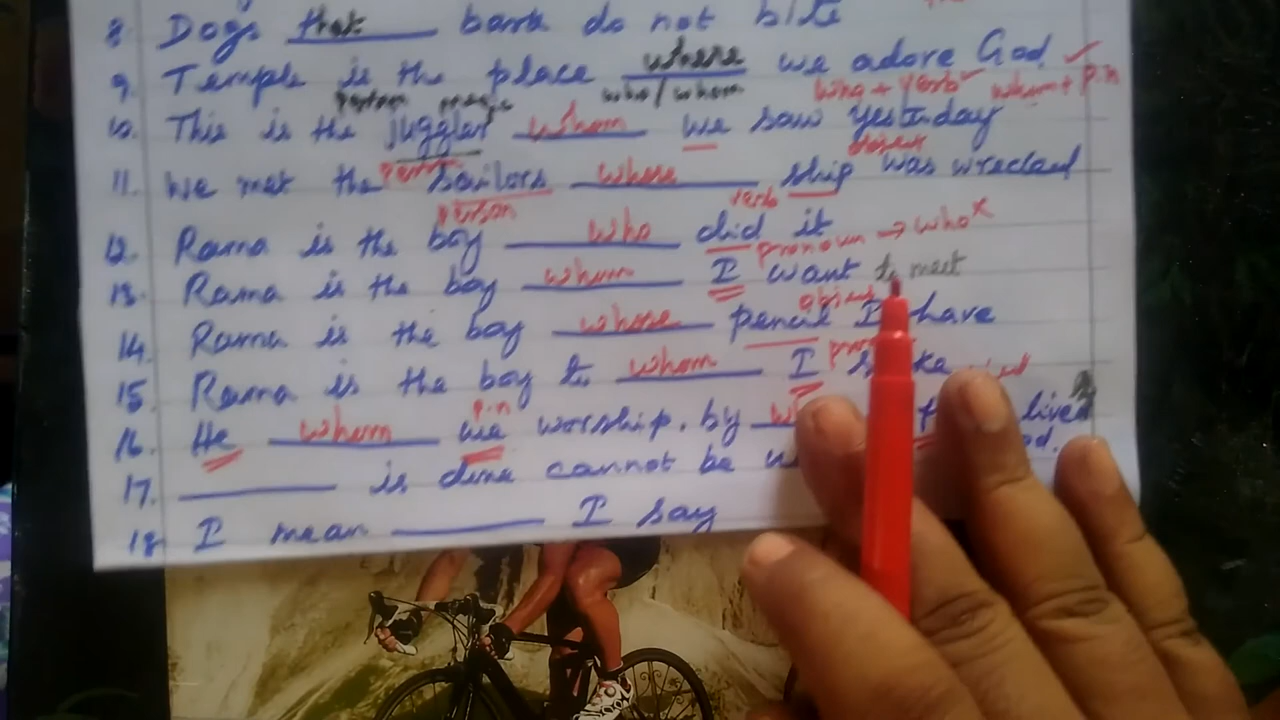 8. Dogs that bark do not bite
9. Temple is the place where we adore God ✓
person who/whom who + verb whom + p.n
10. This is the juggler whom we saw yesterday
object
11. We met the sailors whose ship was wrecked
person verb
12. Rama is the boy who did it
pronoun → who x
13. Rama is the boy whom I want to meet
object
14. Rama is the boy whose pencil I have
15. Rama is the boy to whom I
p.n
16. He whom we worship, by lived
17. is done cannot be
18 I mean I say